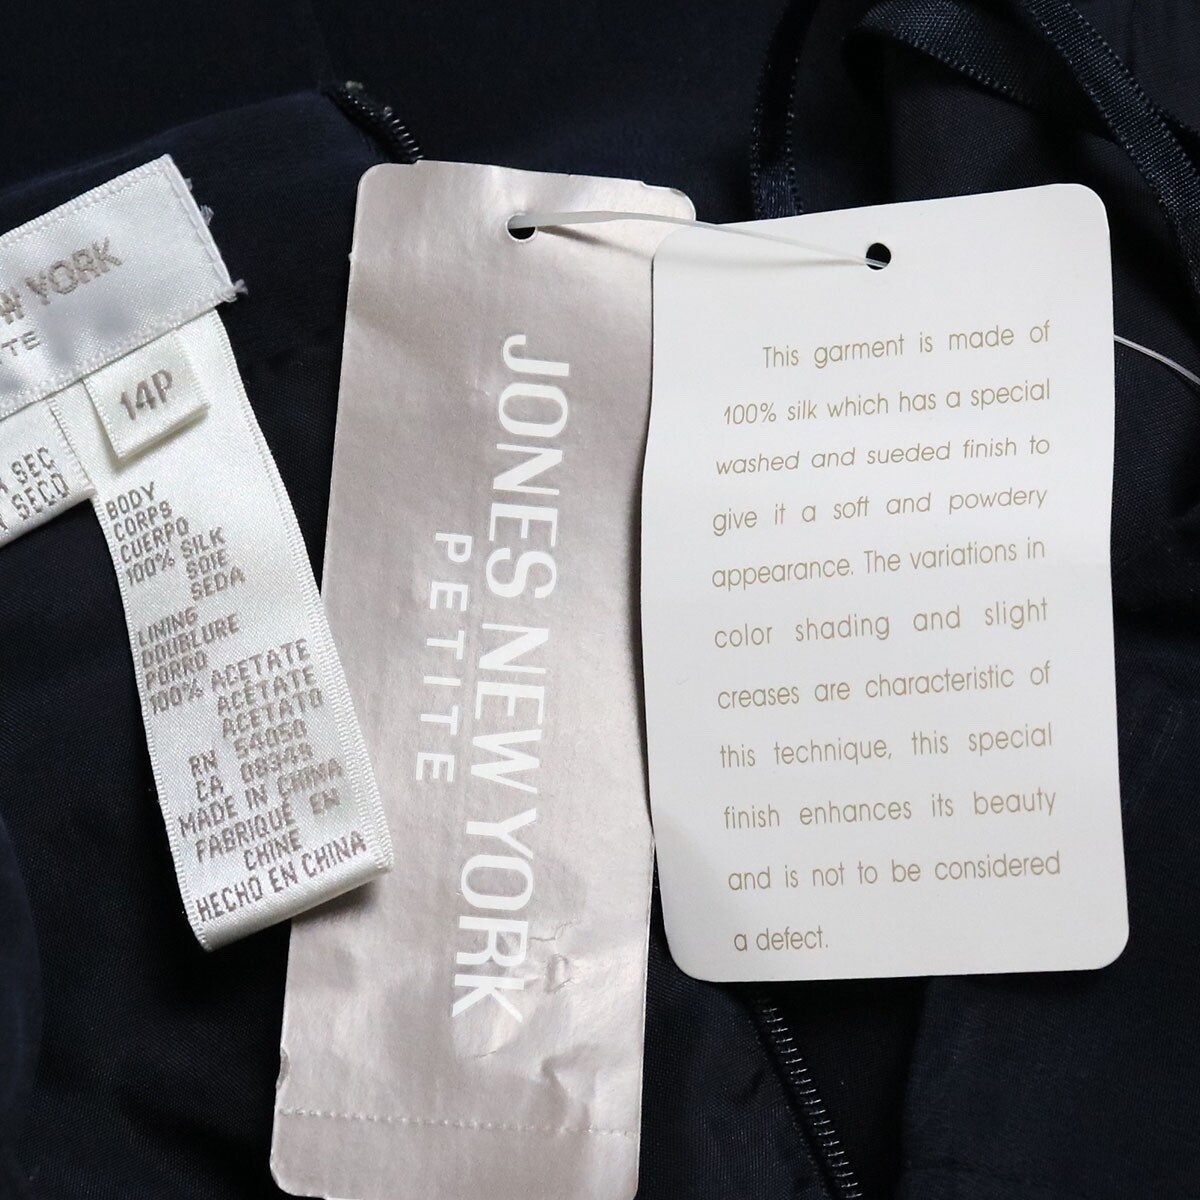 YORK
14P
SEC
SECO
BODY
CORPS
CUERPO
100% SILK
SOIE
SEDA
LINING
DOUBLURE
PORRO
100% ACETATE
ACÉTATE
ACETATO
RN 54050
CA 08349
MADE IN CHINA
FABRIQUÉ EN
CHINE
HECHO EN CHINA
JONES NEW YORK
PETITE
This garment is made of
100% silk which has a special
washed and sueded finish to
give it a soft and powdery
appearance. The variations in
color shading and slight
creases are characteristic of
this technique, this special
finish enhances its beauty
and is not to be considered
a defect.